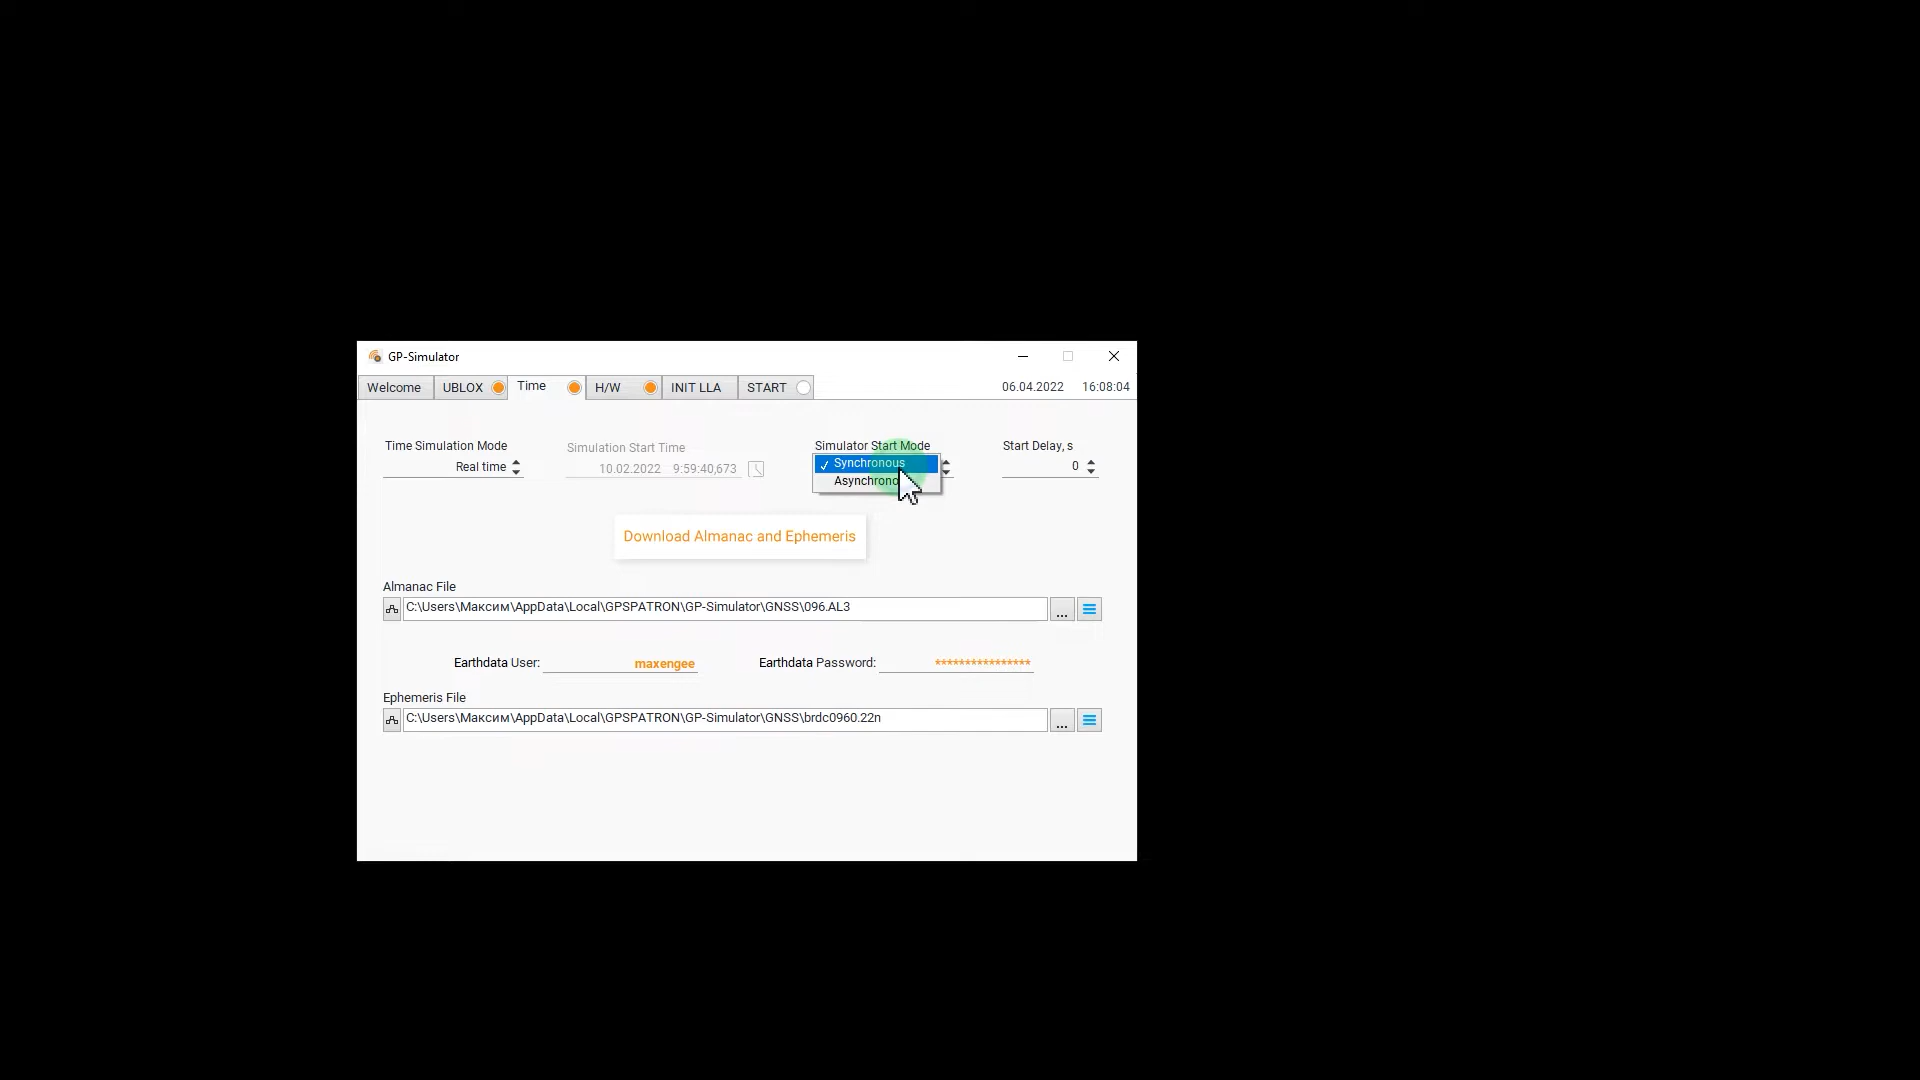 GP-Simulator
Welcome UBLOX Time H/W INIT LLA START 06.04.2022 16:08:04
Time Simulation Mode Simulation Start Time Simulator Start Mode Start Delay, s
Real time 10.02.2022 9:59:40,673 ✓ Synchronous 0
Asynchrono
Download Almanac and Ephemeris
Almanac File
C:\Users\Максим\AppData\Local\GPSPATRON\GP-Simulator\GNSS\096.AL3 ...
Earthdata User: maxengee Earthdata Password: ****************
Ephemeris File
C:\Users\Максим\AppData\Local\GPSPATRON\GP-Simulator\GNSS\brdc0960.22n ...